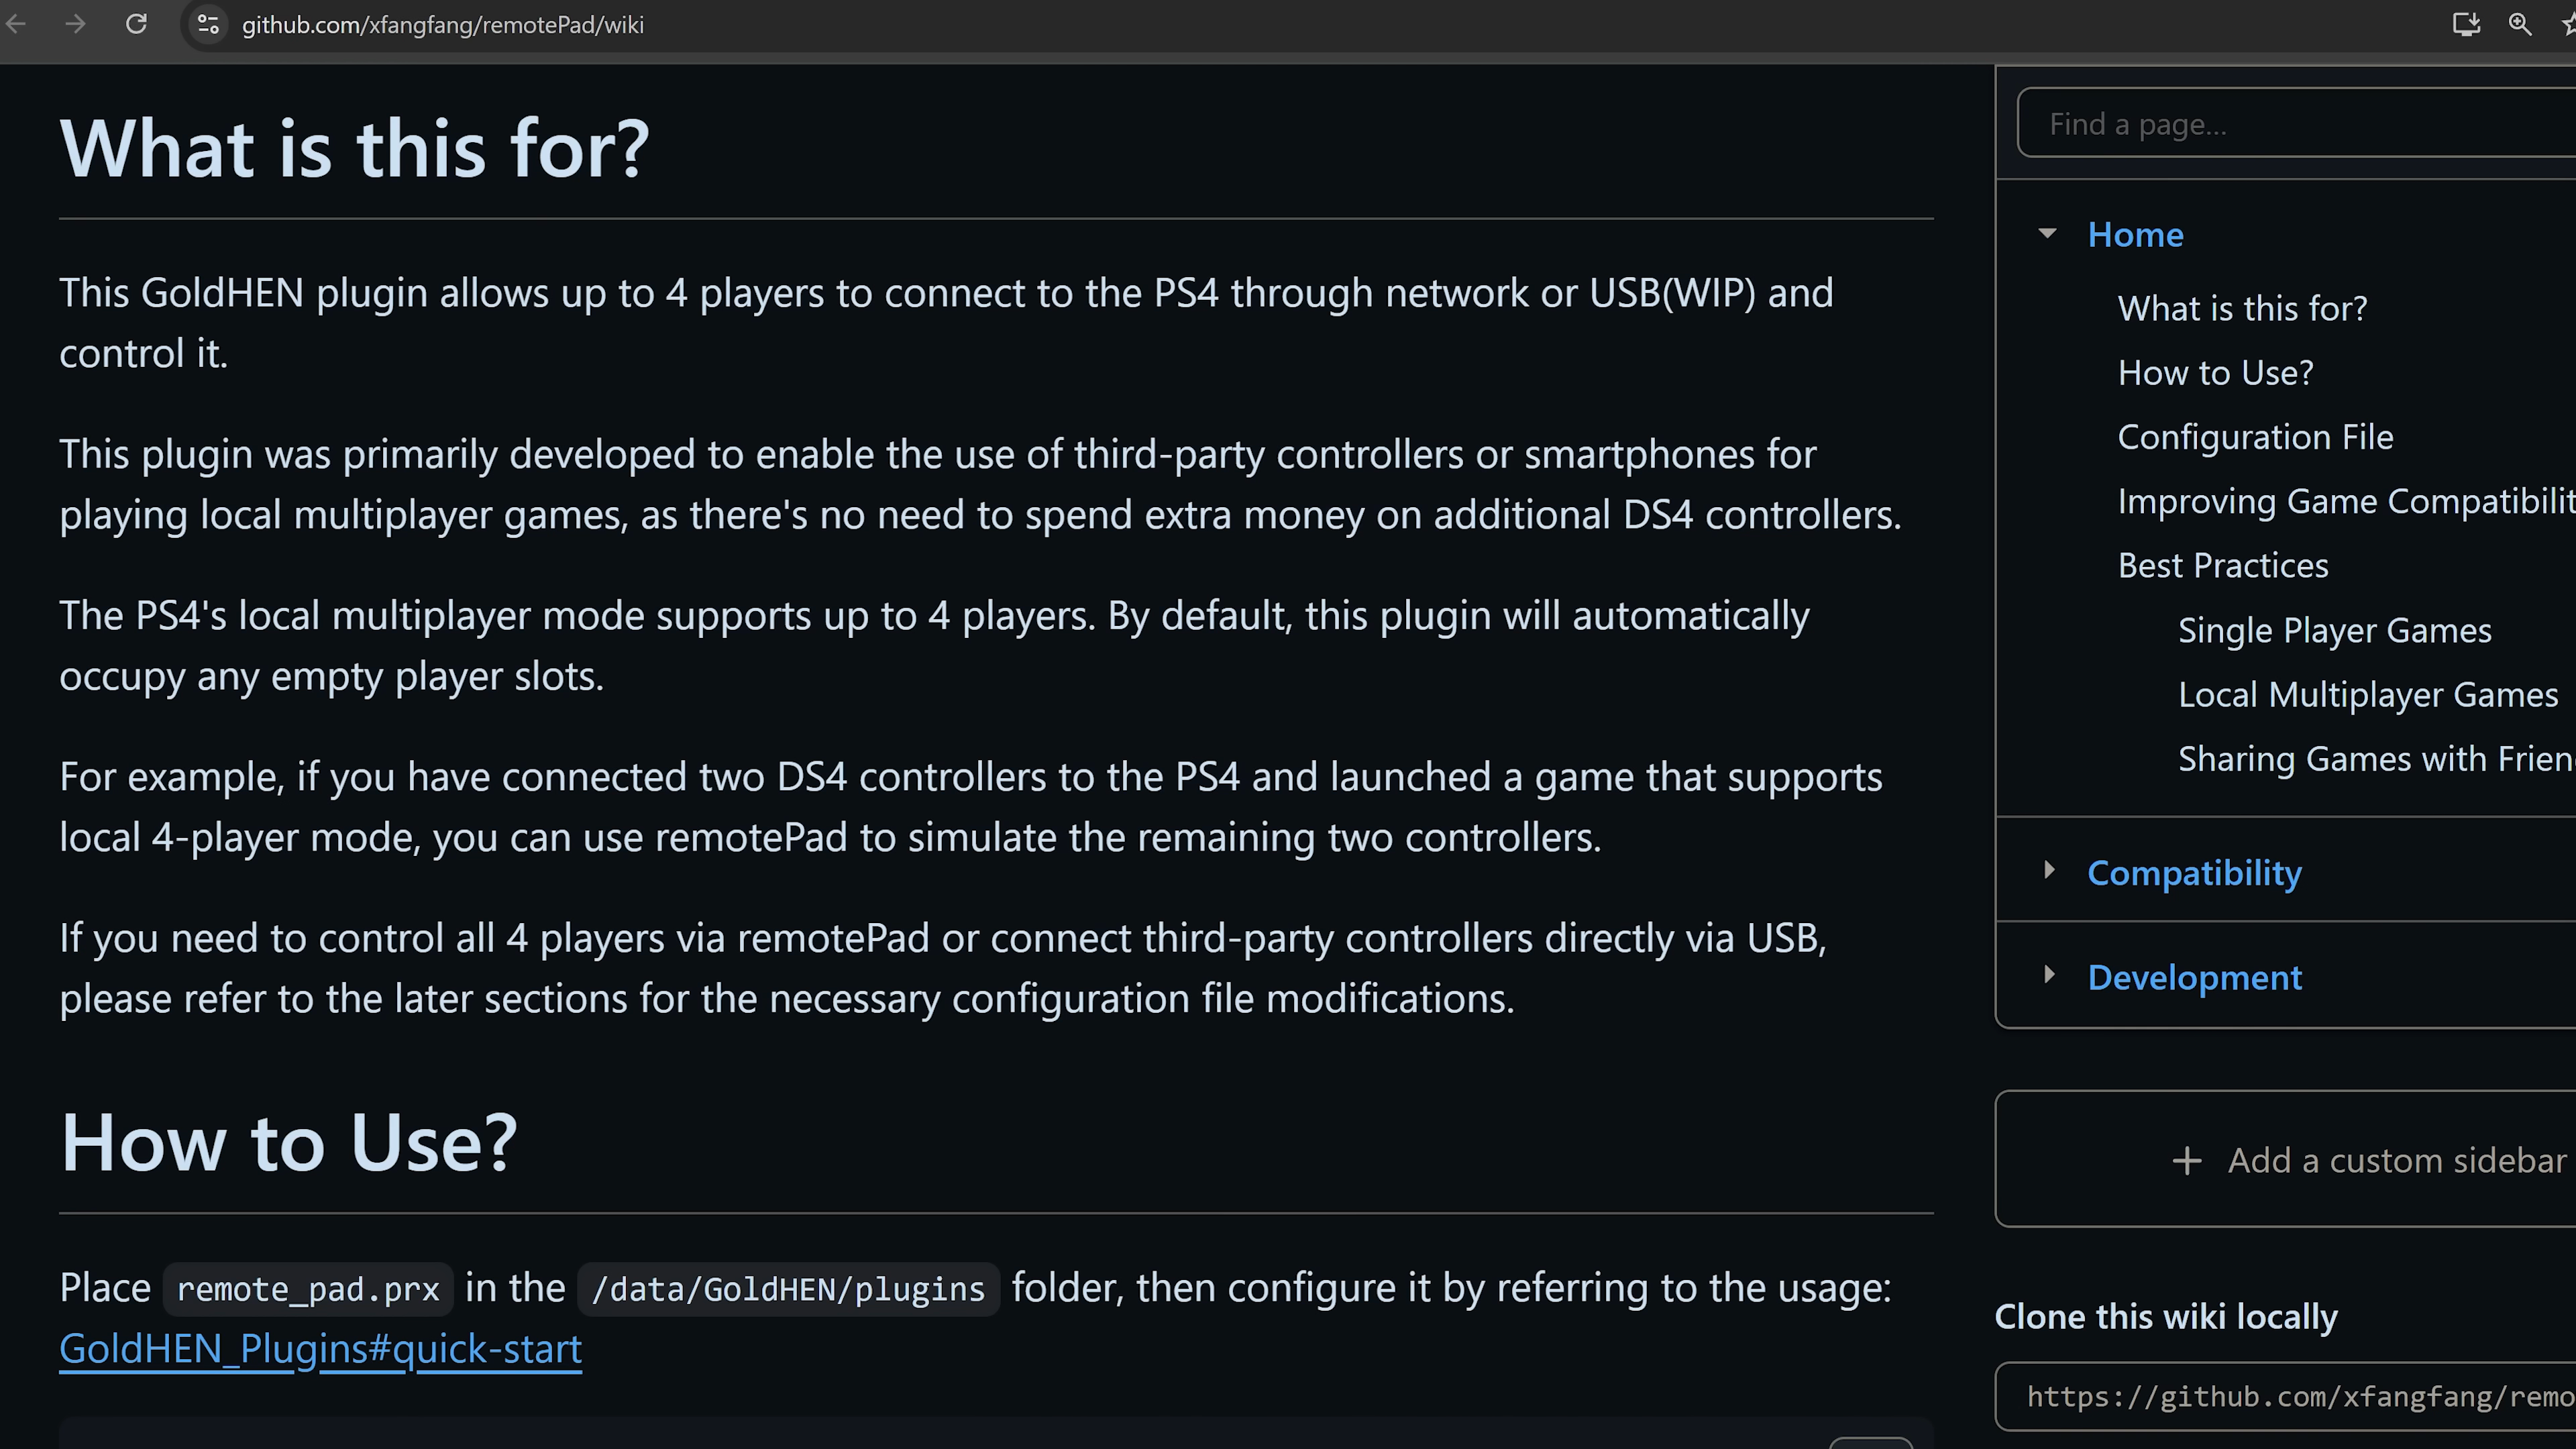 github.com/xfangfang/remotePad/wiki
What is this for?
This GoldHEN plugin allows up to 4 players to connect to the PS4 through network or USB(WIP) and
control it.
This plugin was primarily developed to enable the use of third-party controllers or smartphones for
playing local multiplayer games, as there's no need to spend extra money on additional DS4 controllers.
The PS4's local multiplayer mode supports up to 4 players. By default, this plugin will automatically
occupy any empty player slots.
For example, if you have connected two DS4 controllers to the PS4 and launched a game that supports
local 4-player mode, you can use remotePad to simulate the remaining two controllers.
If you need to control all 4 players via remotePad or connect third-party controllers directly via USB,
please refer to the later sections for the necessary configuration file modifications.
How to Use?
Place remote_pad.prx in the /data/GoldHEN/plugins folder, then configure it by referring to the usage:
GoldHEN_Plugins#quick-start
Find a page...
Home
What is this for?
How to Use?
Configuration File
Improving Game Compatibilit
Best Practices
Single Player Games
Local Multiplayer Games
Sharing Games with Frien
Compatibility
Development
+ Add a custom sidebar
Clone this wiki locally
https://github.com/xfangfang/remo